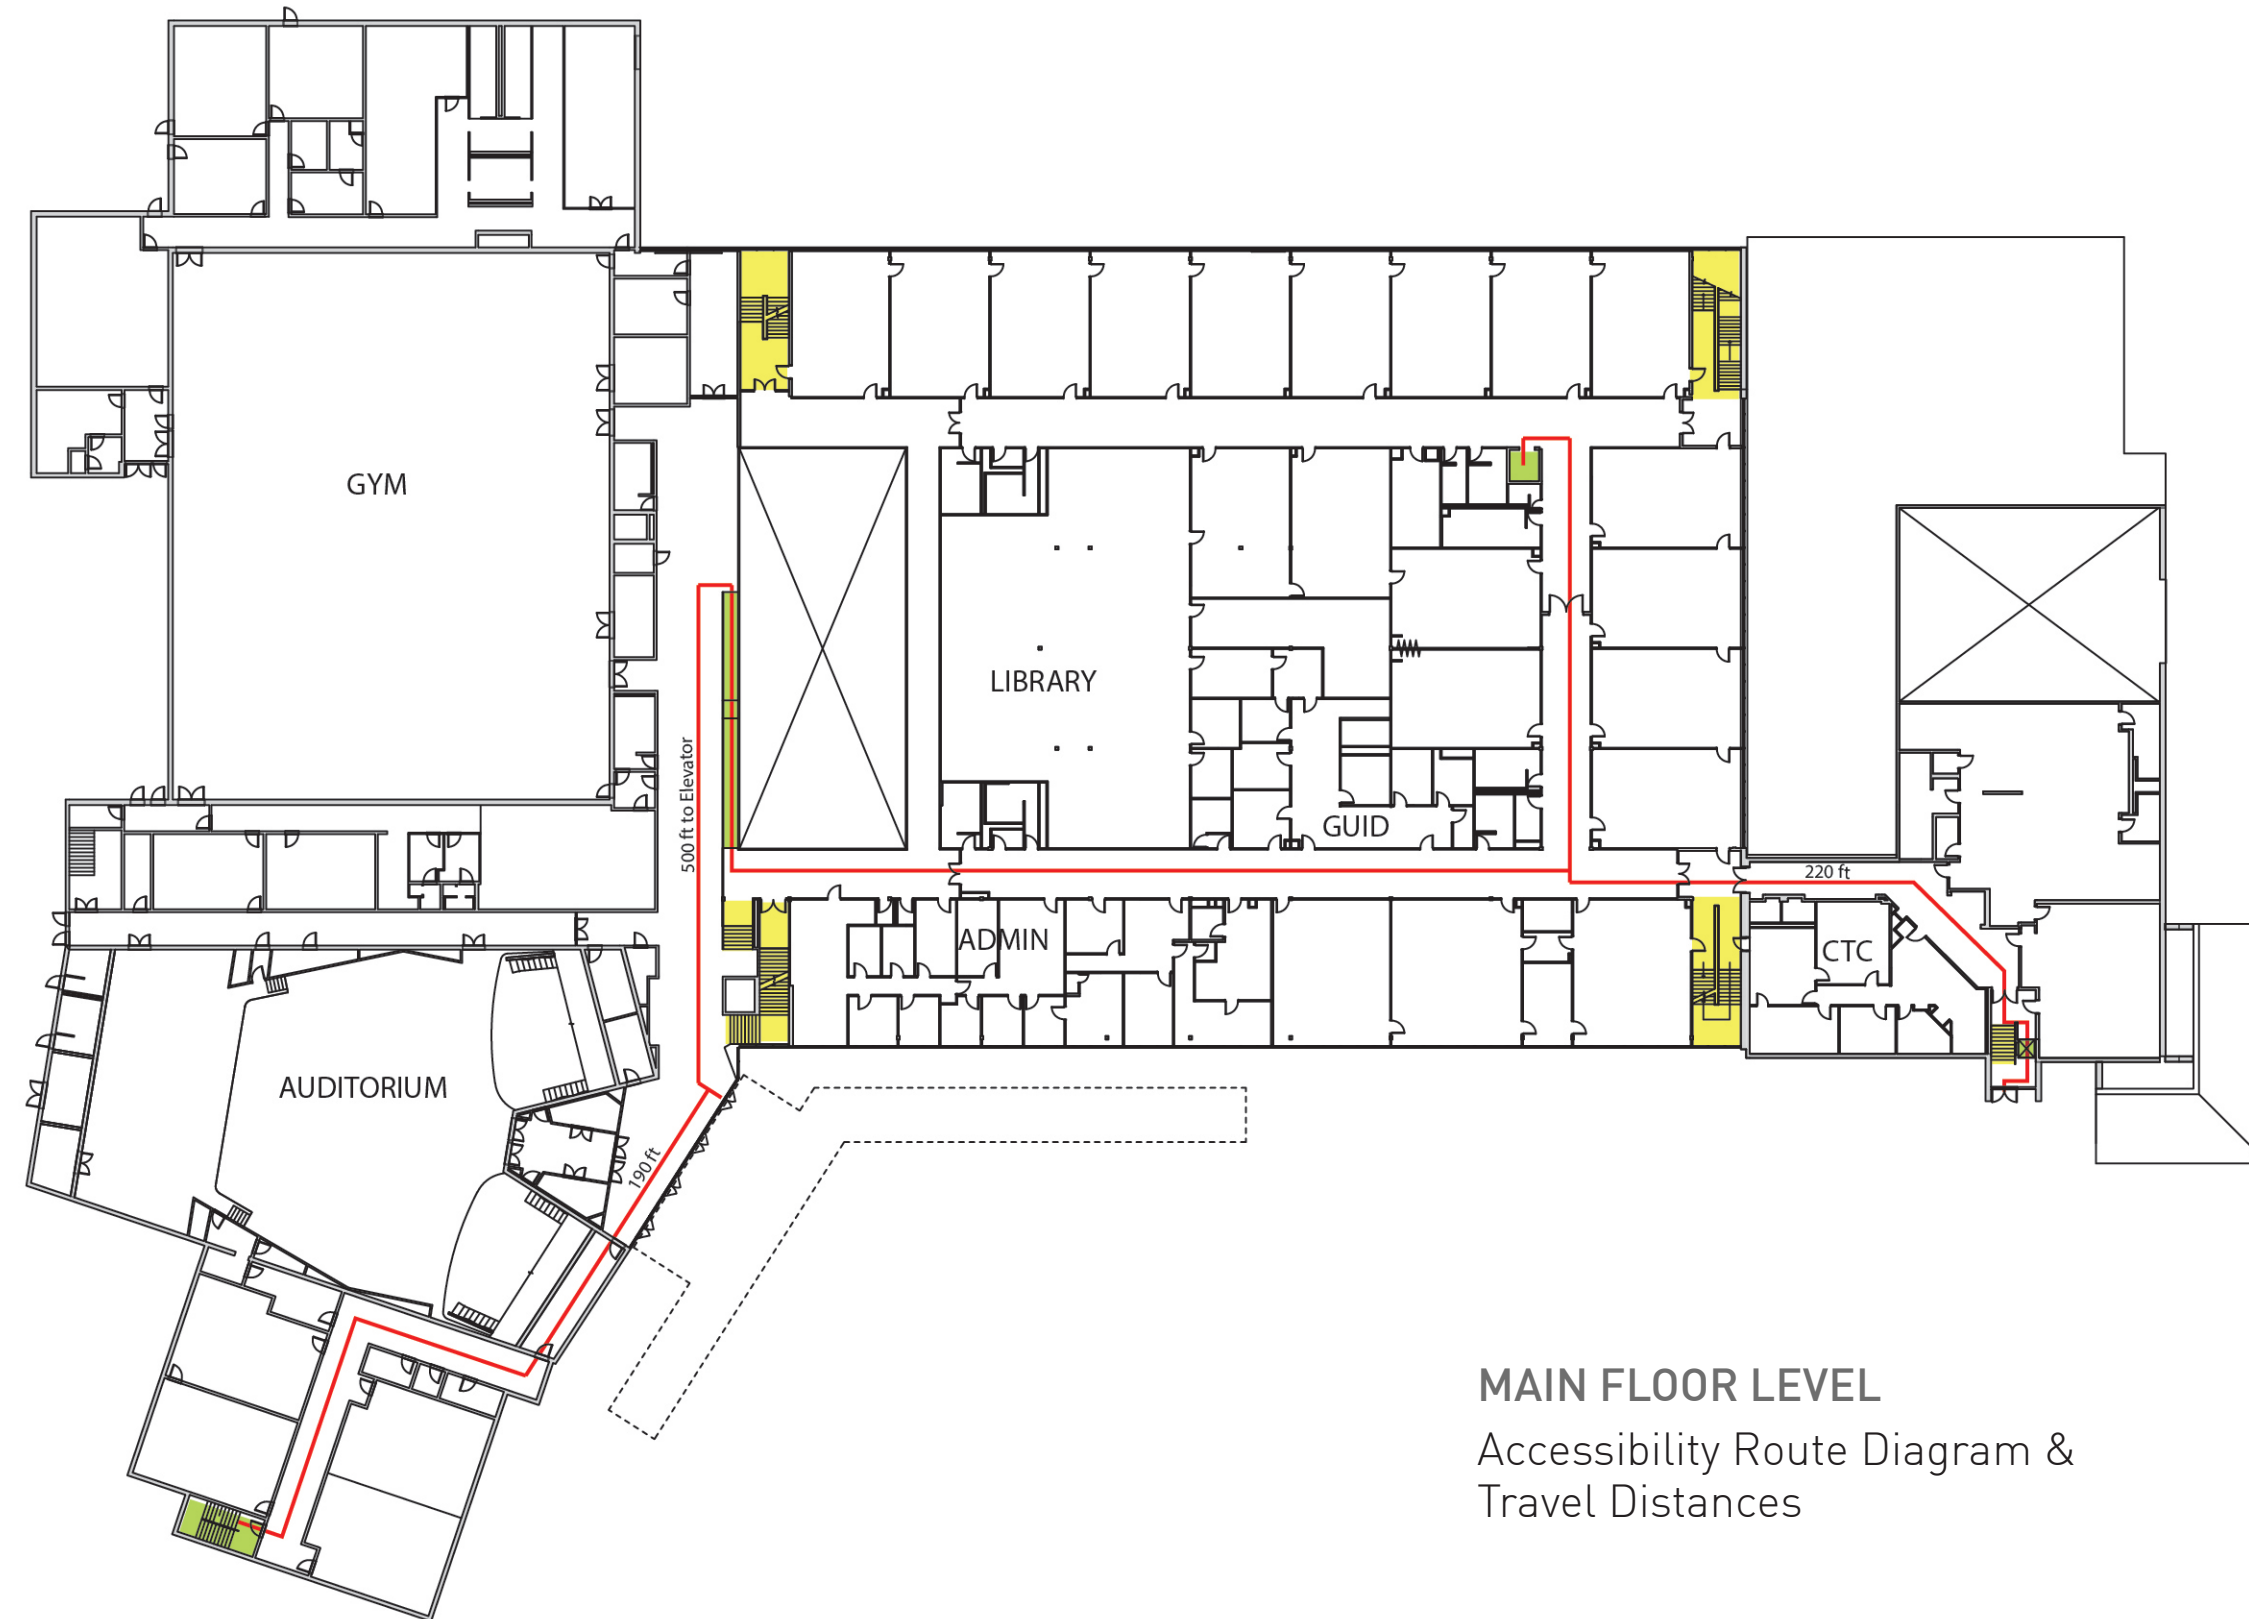 GYM
LIBRARY
500 ft to Elevator
GUID
220 ft
ADMIN
CTC
AUDITORIUM
190 ft
MAIN FLOOR LEVEL
Accessibility Route Diagram &
Travel Distances